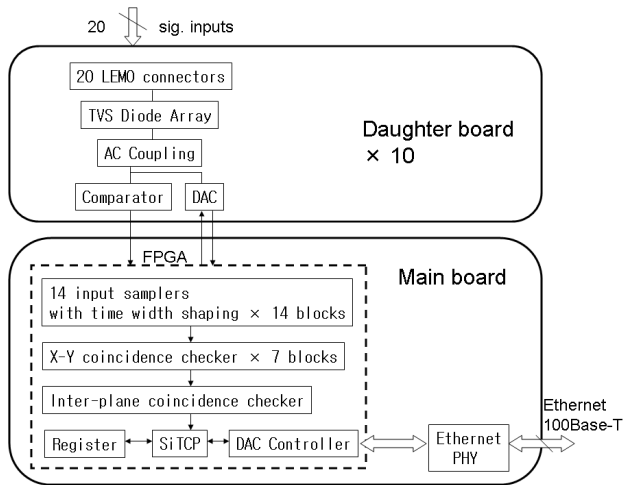 20 sig. inputs
20 LEMO connectors
TVS Diode Array
AC Coupling
Comparator
DAC
Daughter board
× 10
FPGA
Main board
14 input samplers
with time width shaping × 14 blocks
X-Y coincidence checker × 7 blocks
Inter-plane coincidence checker
Register
SiTCP
DAC Controller
Ethernet
PHY
Ethernet
100Base-T